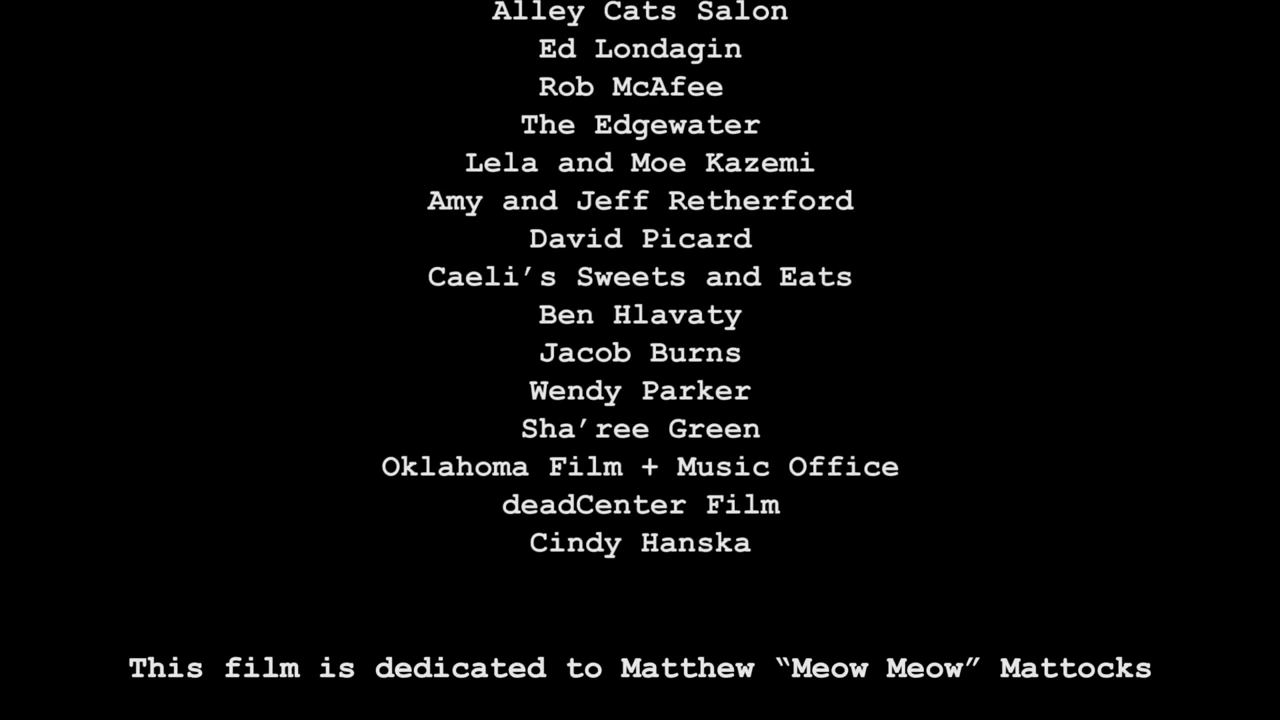 Alley Cats Salon
Ed Londagin
Rob McAfee
The Edgewater
Lela and Moe Kazemi
Amy and Jeff Retherford
David Picard
Caeli’s Sweets and Eats
Ben Hlavaty
Jacob Burns
Wendy Parker
Sha’ree Green
Oklahoma Film + Music Office
deadCenter Film
Cindy Hanska
This film is dedicated to Matthew “Meow Meow” Mattocks